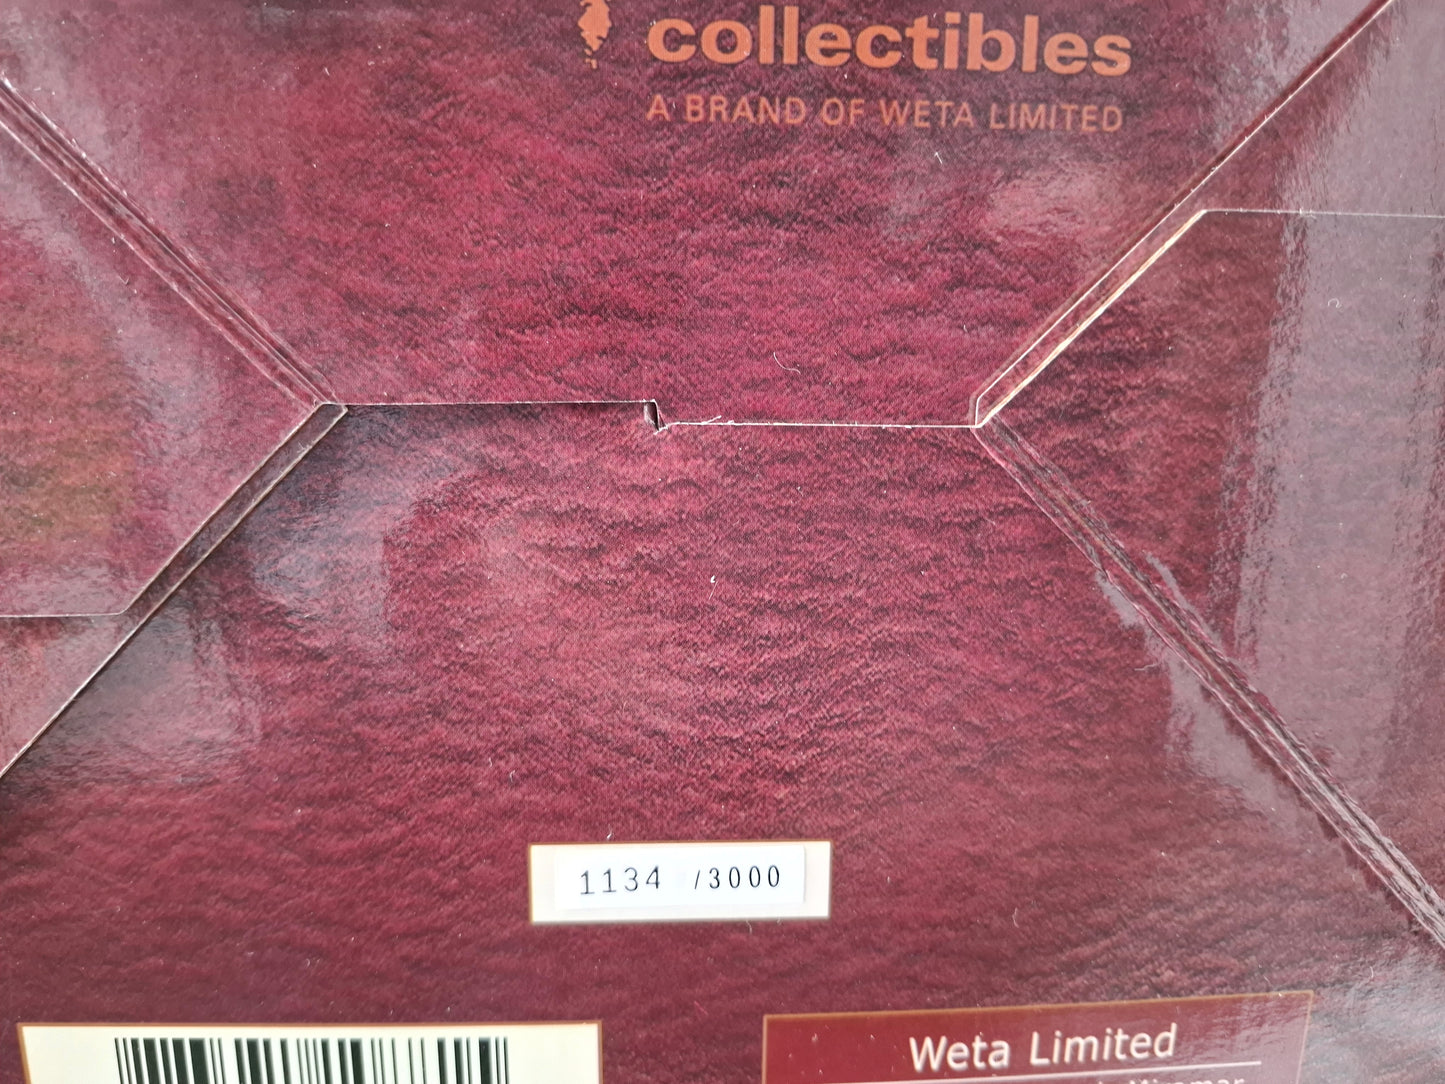 collectibles
A BRAND OF WETA LIMITED
1134 /3000
Weta Limited